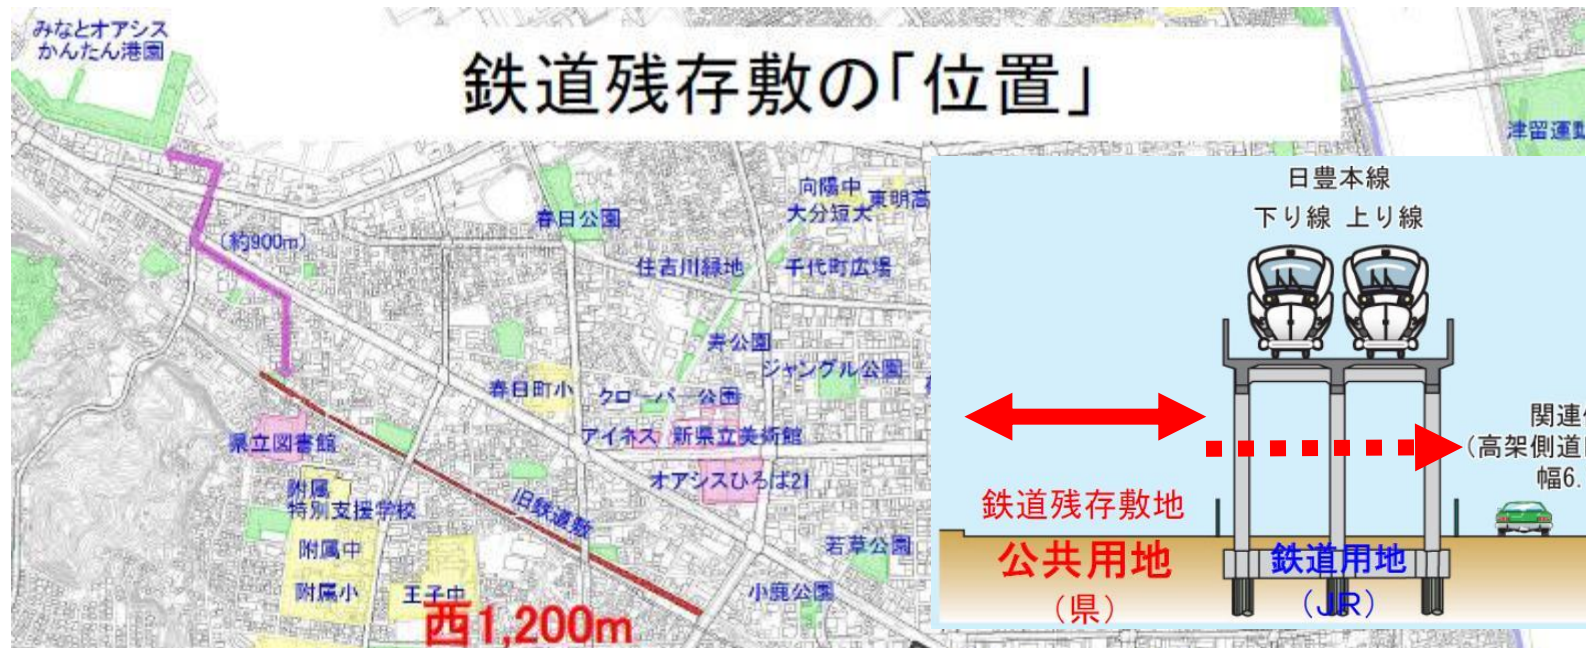 みなとオアシス
かんたん港園
鉄道残存敷の「位置」
津留運動
日豊本線
下り線 上り線
向陽中
東明高
大分短大
春日公園
(約900m)
住吉川緑地
千代町広場
寿公園
ジャングル公園
春日町小
クローバー公園
県立図書館
アイネス 新県立美術館
オアシスひろば21
附属
特別支援学校
旧鉄道敷
附属中
若草公園
附属小
王子中
小鹿公園
西1,200m
関連
(高架側道
幅6.
鉄道残存敷地
公共用地
(県)
鉄道用地
(JR)